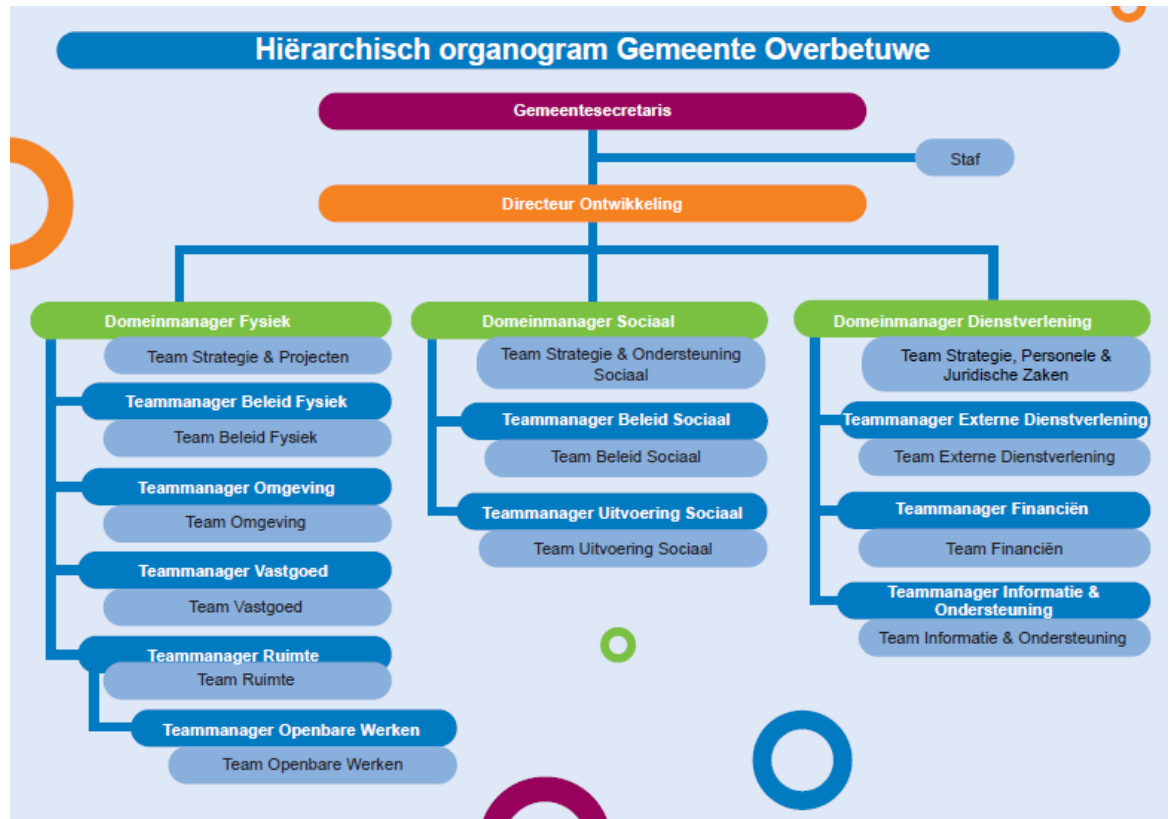 Hiërarchisch organogram Gemeente Overbetuwe
Gemeentesecretaris
Staf
Directeur Ontwikkeling
Domeinmanager Fysiek
Team Strategie & Projecten
Teammanager Beleid Fysiek
Team Beleid Fysiek
Teammanager Omgeving
Team Omgeving
Teammanager Vastgoed
Team Vastgoed
Teammanager Ruimte
Team Ruimte
Teammanager Openbare Werken
Team Openbare Werken
Domeinmanager Sociaal
Team Strategie & Ondersteuning
Sociaal
Teammanager Beleid Sociaal
Team Beleid Sociaal
Teammanager Uitvoering Sociaal
Team Uitvoering Sociaal
Domeinmanager Dienstverlening
Team Strategie, Personele &
Juridische Zaken
Teammanager Externe Dienstverlening
Team Externe Dienstverlening
Teammanager Financiën
Team Financiën
Teammanager Informatie &
Ondersteuning
Team Informatie & Ondersteuning